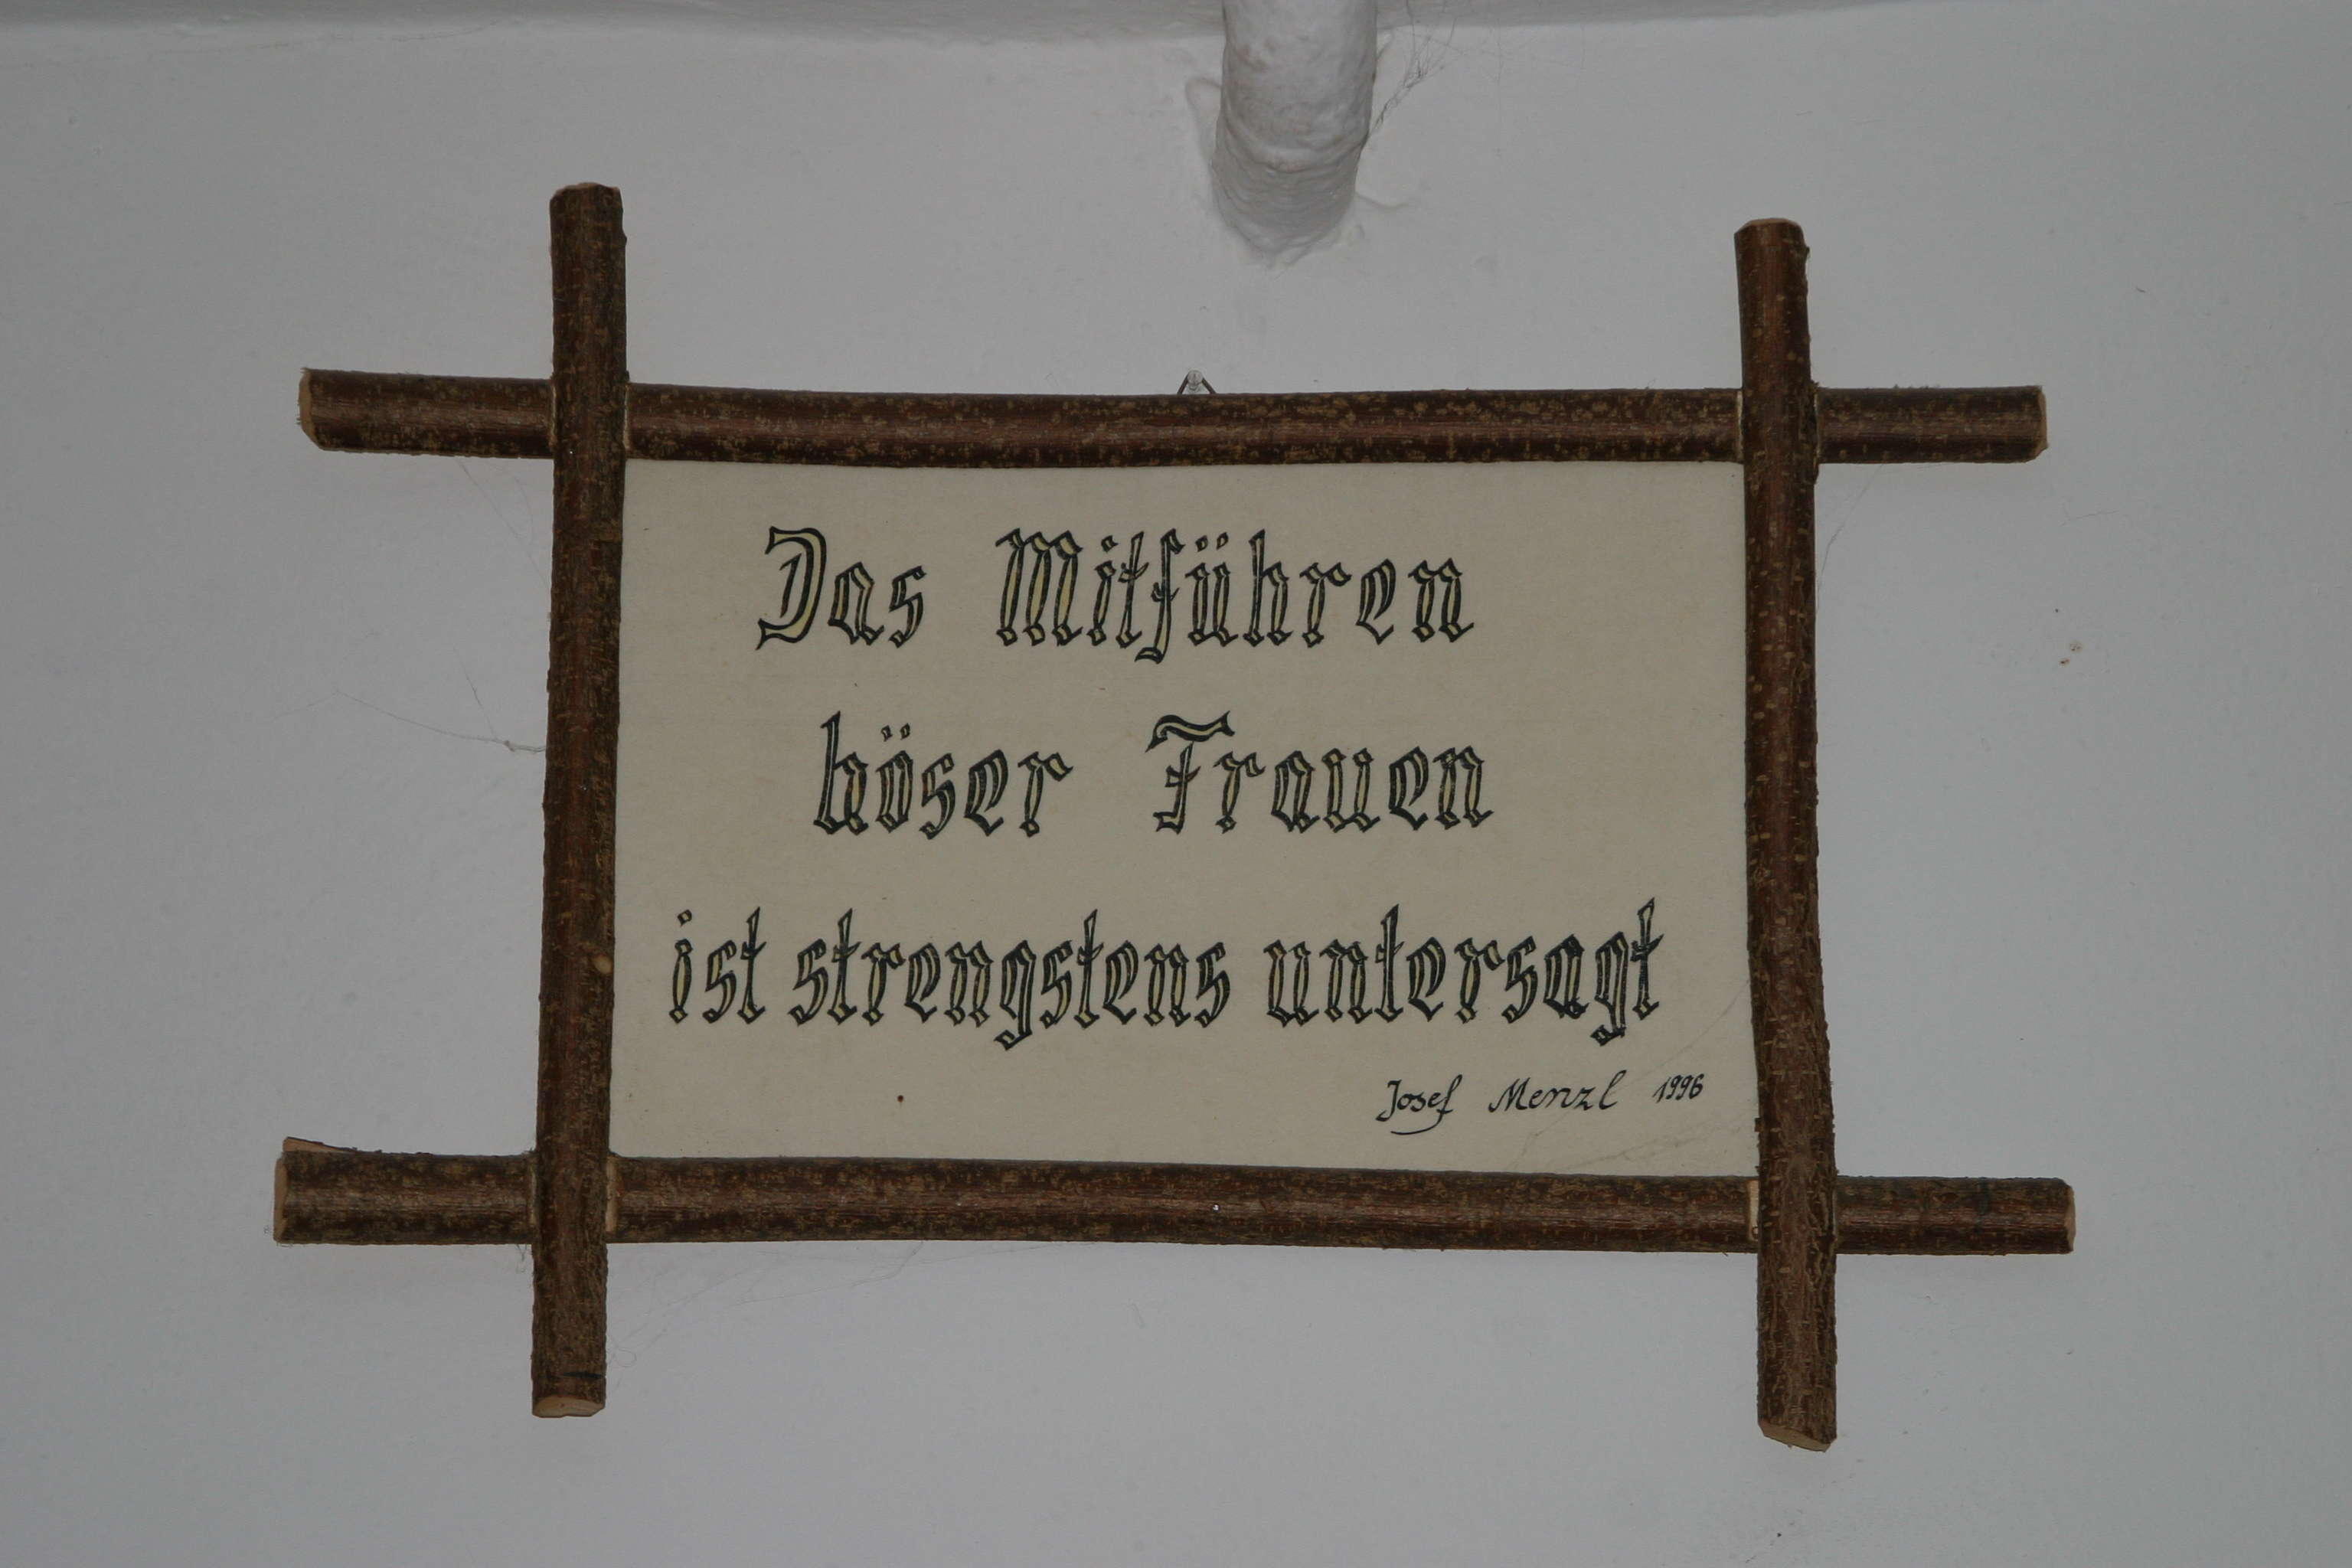 Das Mitführen
böser Frauen
ist strengstens untersagt
Josef Menzl 1996